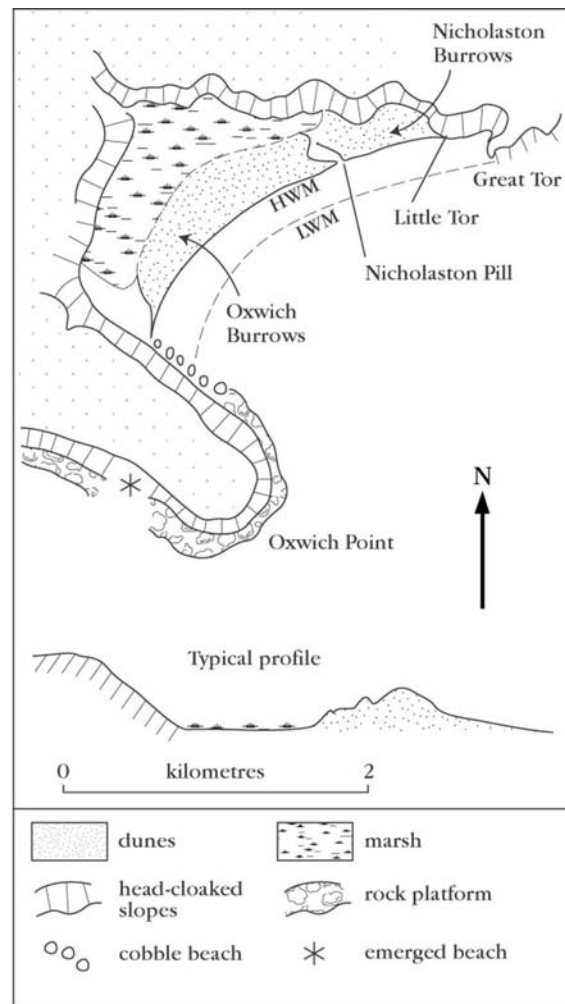 Nicholaston
Burrows
Great Tor
HWM
LWM
Little Tor
Nicholaston Pill
Oxwich
Burrows
N
Oxwich Point
Typical profile
0 kilometres 2
dunes
marsh
head-cloaked
slopes
rock platform
cobble beach
emerged beach